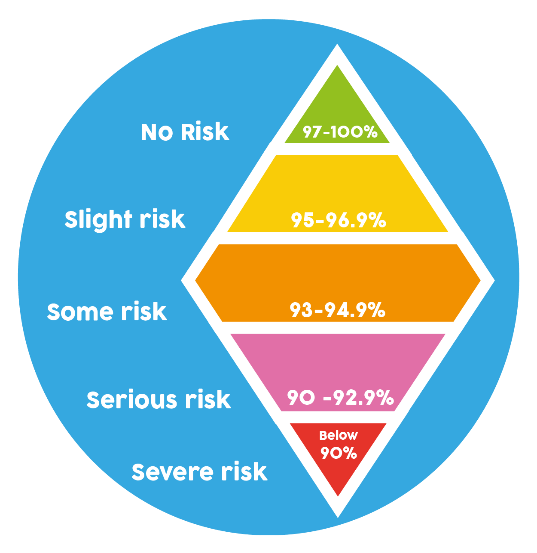 No Risk
97-100%
Slight risk
95-96.9%
Some risk
93-94.9%
Serious risk
90 -92.9%
Below
90%
Severe risk